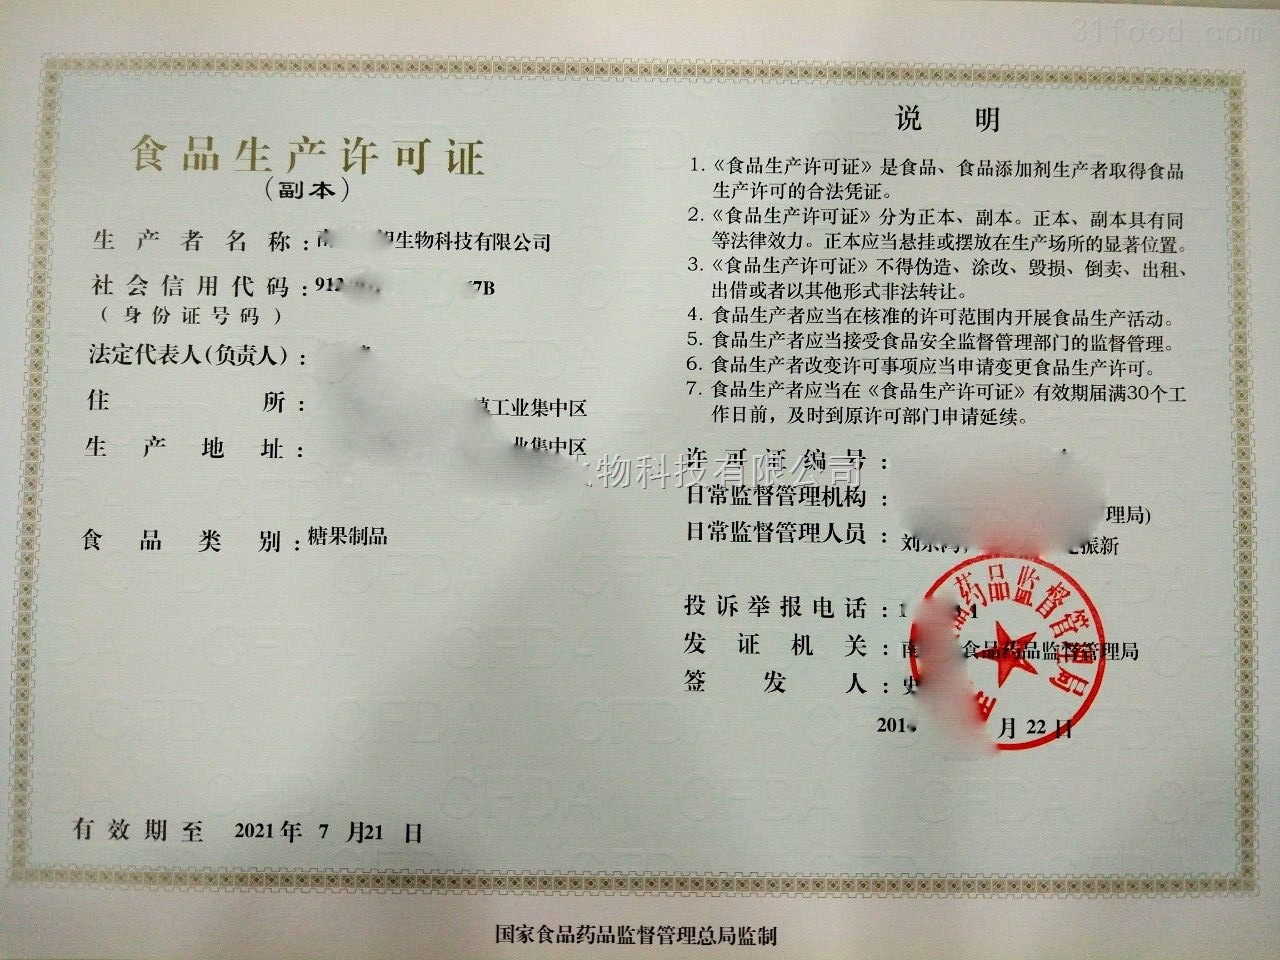 31food.com
食品生产许可证
（副本）
生产者名称：南 生物科技有限公司
社会信用代码：91 7B
（身份证号码）
法定代表人(负责人)：
住所： 工业集中区
生产地址： 业集中区
食品类别：糖果制品
有效期至 2021年 7 月21 日
说 明
1.《食品生产许可证》是食品、食品添加剂生产者取得食品
生产许可的合法凭证。
2.《食品生产许可证》分为正本、副本。正本、副本具有同
等法律效力。正本应当悬挂或摆放在生产场所的显著位置。
3.《食品生产许可证》不得伪造、涂改、毁损、倒卖、出租、
出借或者以其他形式非法转让。
4.食品生产者应当在核准的许可范围内开展食品生产活动。
5.食品生产者应当接受食品安全监督管理部门的监督管理。
6.食品生产者改变许可事项应当申请变更食品生产许可。
7.食品生产者应当在《食品生产许可证》有效期届满30个工
作日前，及时到原许可部门申请延续。
许可证编号：
物科技有限公司
日常监督管理机构： 理局)
日常监督管理人员：刘 振新
投诉举报电话：1 1
发证机关：南 食品药品监督管理局
签发人：史
201 月 22 日
品药品监督管理局
国家食品药品监督管理总局监制